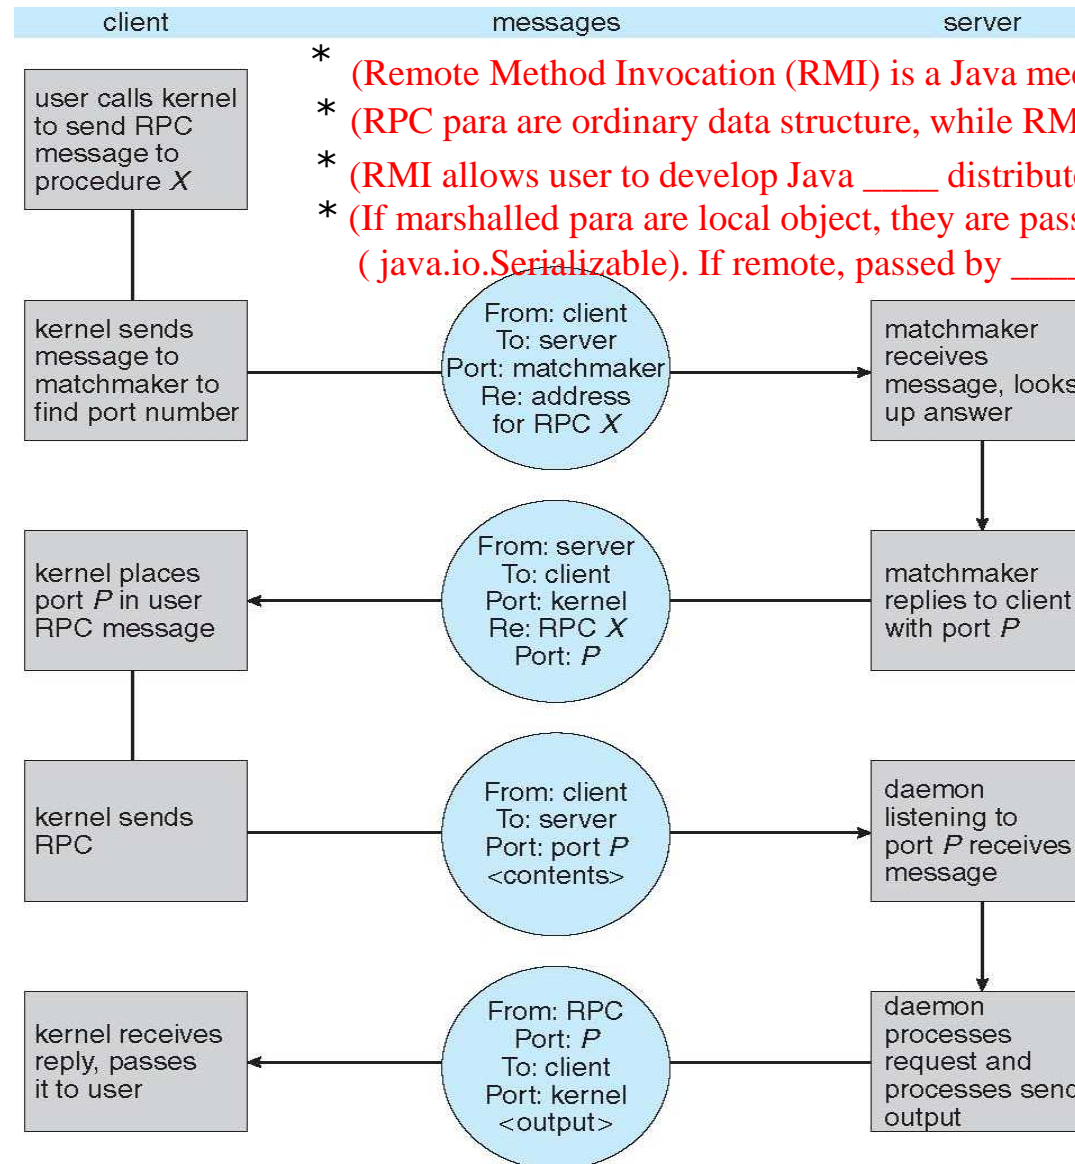 client messages server
* (Remote Method Invocation (RMI) is a Java
* (RPC para are ordinary data structure, while
* (RMI allows user to develop Java ____
* (If marshalled para are local object, they are
( java.io.Serializable). If remote, passed by ____
user calls kernel
to send RPC
message to
procedure X
kernel sends
message to
matchmaker to
find port number
From: client
To: server
Port: matchmaker
Re: address
for RPC X
matchmaker
receives
message, looks
up answer
kernel places
port P in user
RPC message
From: server
To: client
Port: kernel
Re: RPC X
Port: P
matchmaker
replies to client
with port P
kernel sends
RPC
From: client
To: server
Port: port P
<contents>
daemon
listening to
port P receives
message
kernel receives
reply, passes
it to user
From: RPC
Port: P
To: client
Port: kernel
<output>
daemon
processes
request and
processes send
output